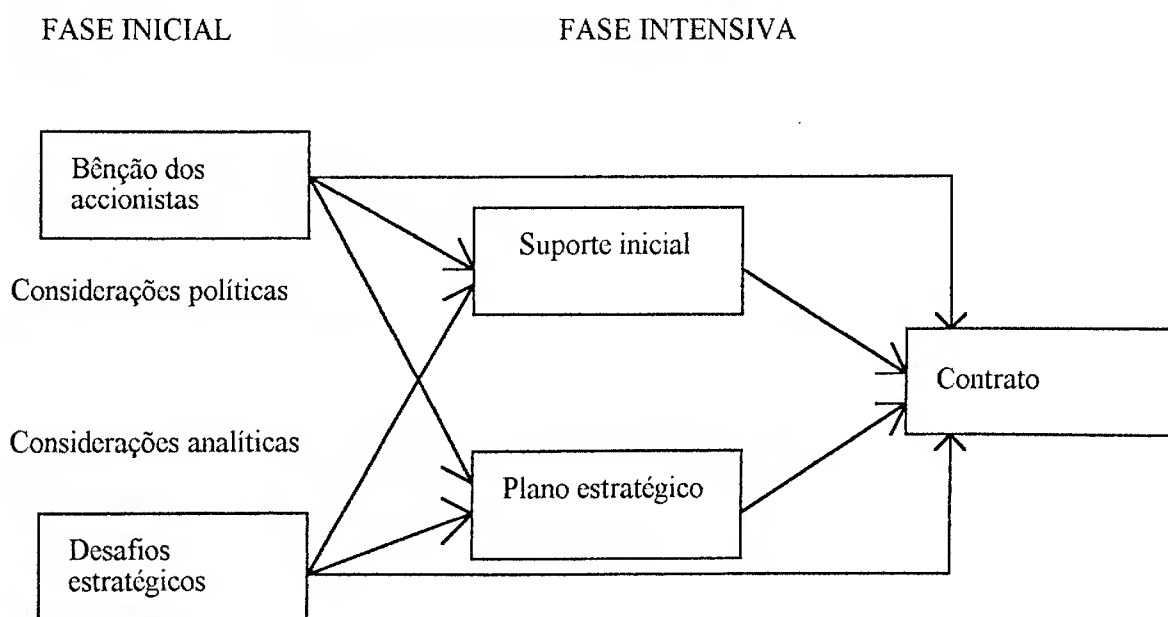 FASE INICIAL
FASE INTENSIVA
Bênção dos
accionistas
Considerações políticas
Suporte inicial
Contrato
Considerações analíticas
Plano estratégico
Desafios
estratégicos